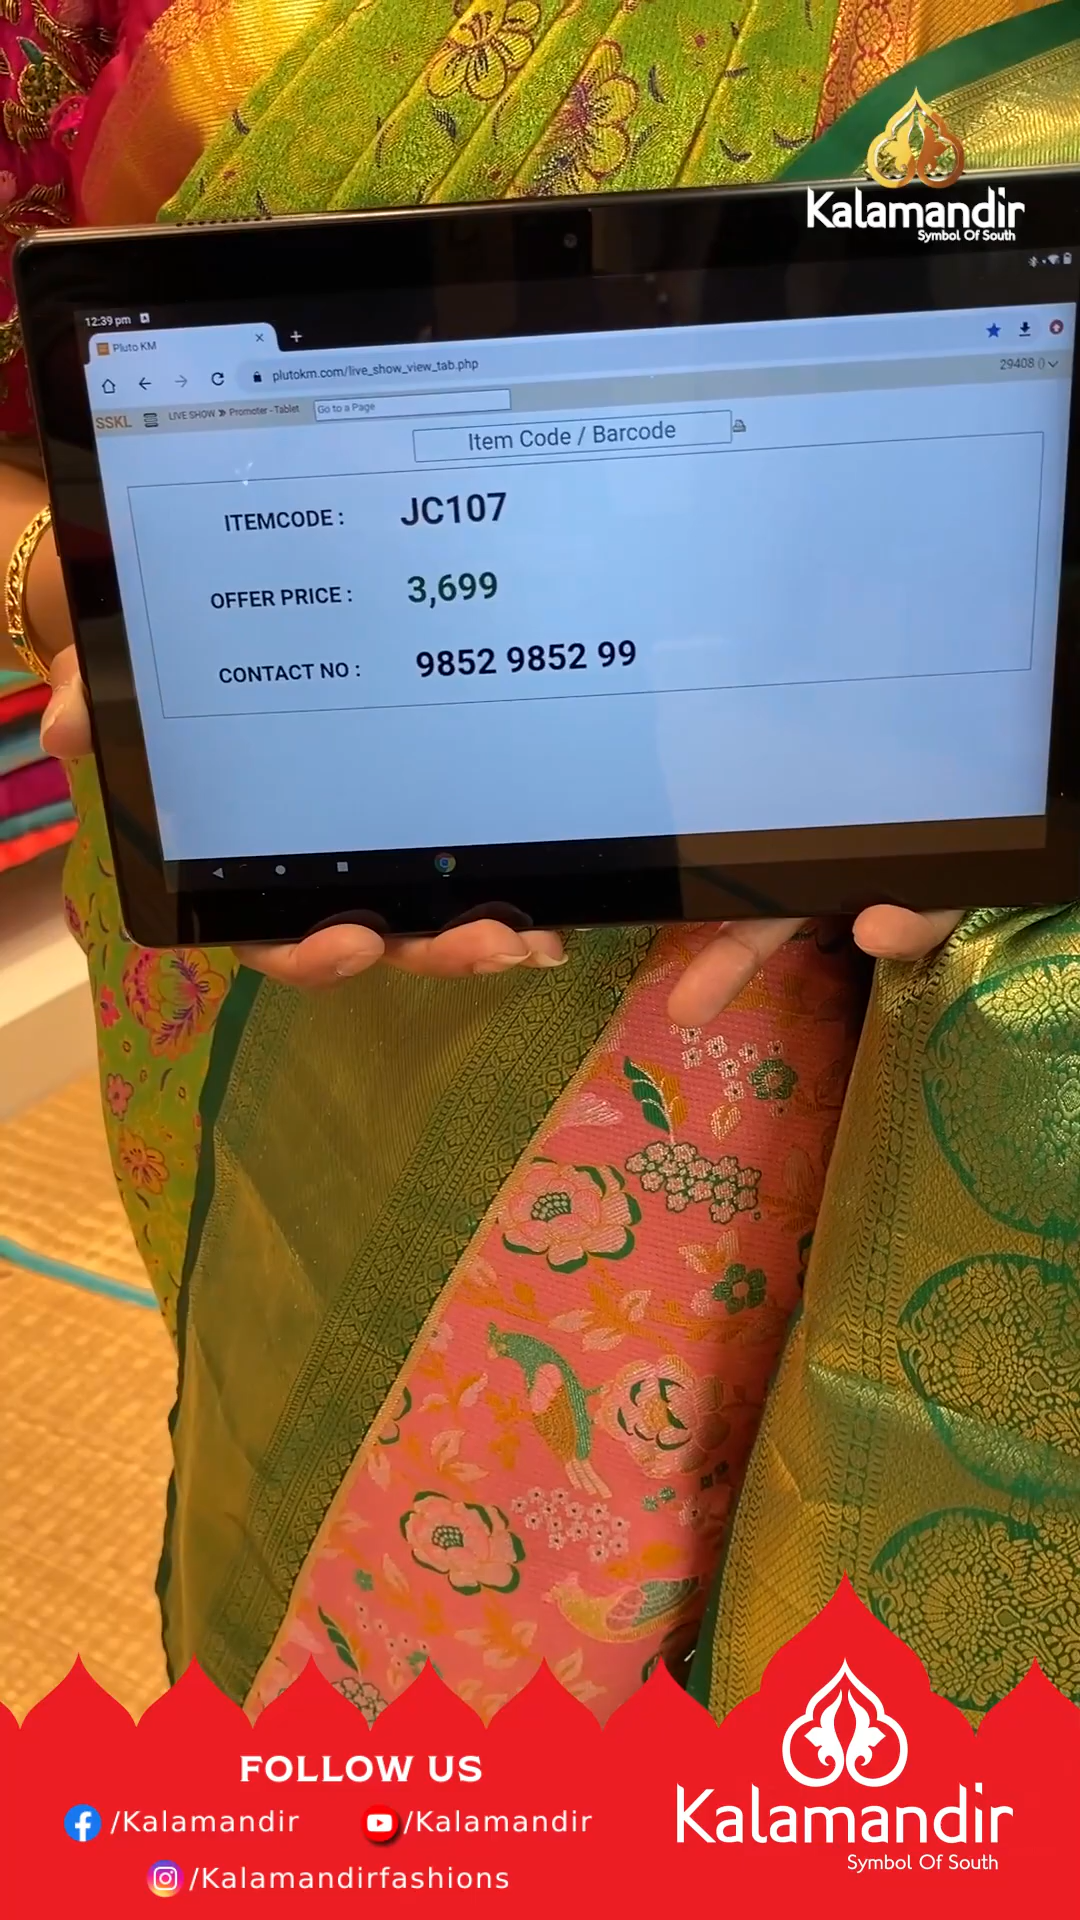 Kalamandir
Symbol Of South
12:39 pm
Pluto KM
plutokm.com/live_show_view_tab.php
29408 ()
SSKL
LIVE SHOW
Promoter - Tablet
Go to a Page
Item Code / Barcode
ITEMCODE : JC107
OFFER PRICE : 3,699
CONTACT NO : 9852 9852 99
FOLLOW US
/Kalamandir
/Kalamandir
/Kalamandirfashions
Kalamandir
Symbol Of South